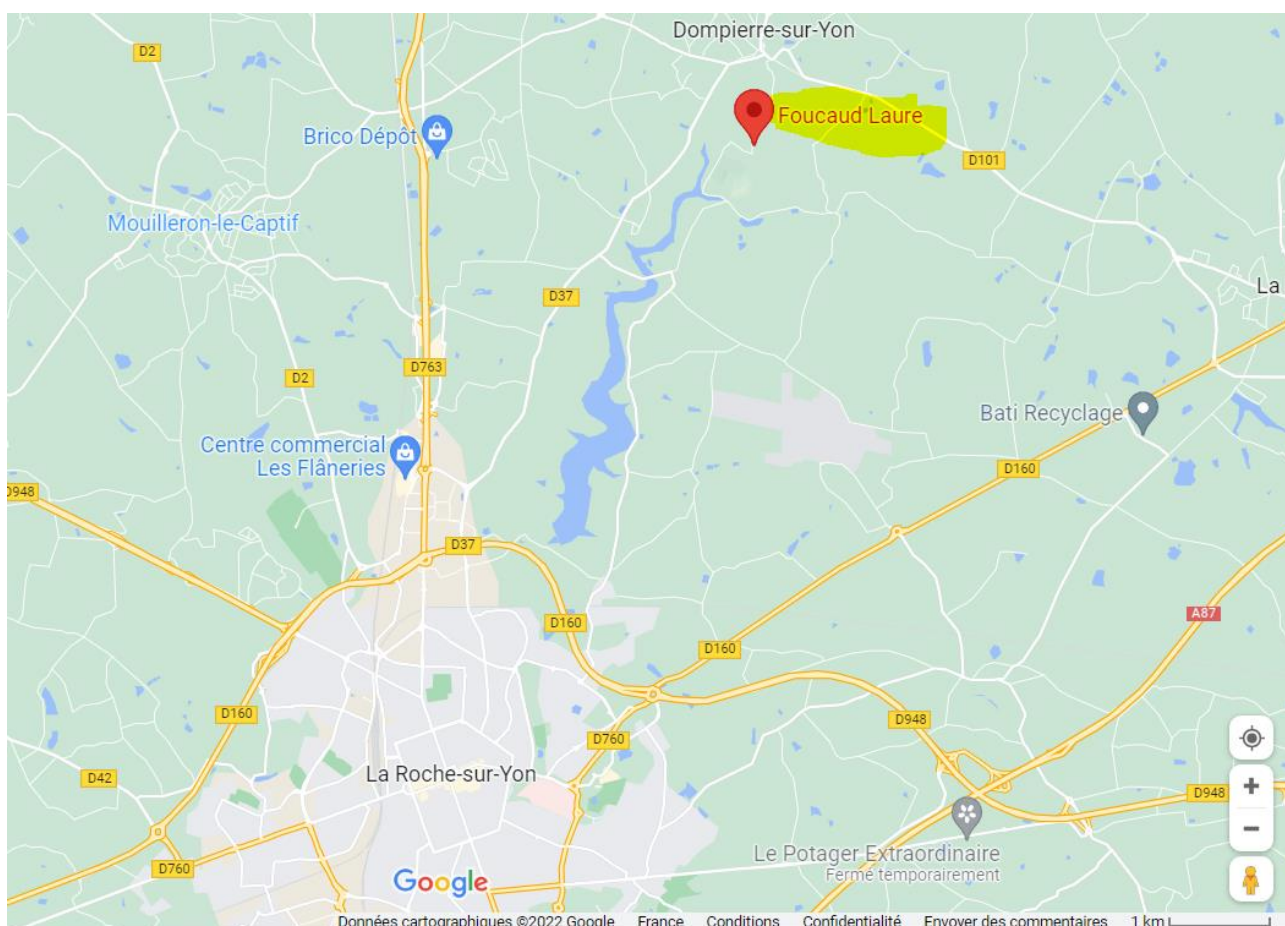 Dompierre-sur-Yon
D2
Foucaud Laure
Brico Dépôt
D101
Mouilleron-le-Captif
La
D37
D763
D2
Bati Recyclage
Centre commercial
Les Flâneries
D160
D948
D37
A87
D160
D160
D160
D948
D760
La Roche-sur-Yon
D42
D948
D760
Le Potager Extraordinaire
Fermé temporairement
Google
Données cartographiques ©2022 Google France Conditions Confidentialité Envoyer des commentaires 1 km